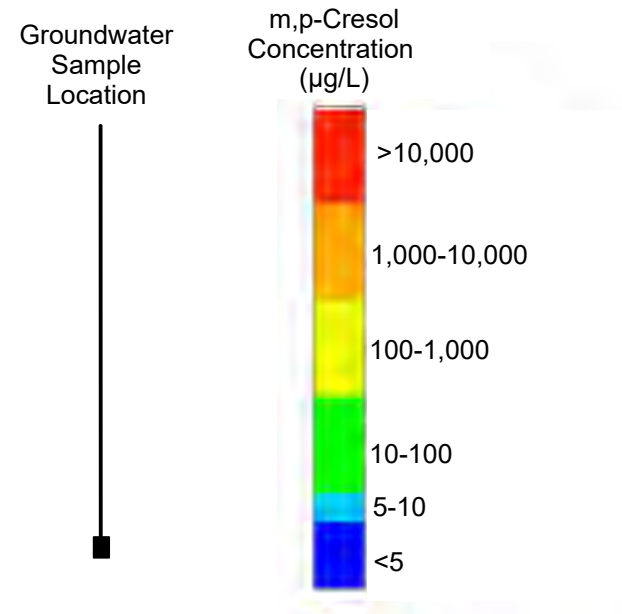 Groundwater
Sample
Location
m,p-Cresol
Concentration
(µg/L)
>10,000
1,000-10,000
100-1,000
10-100
5-10
<5